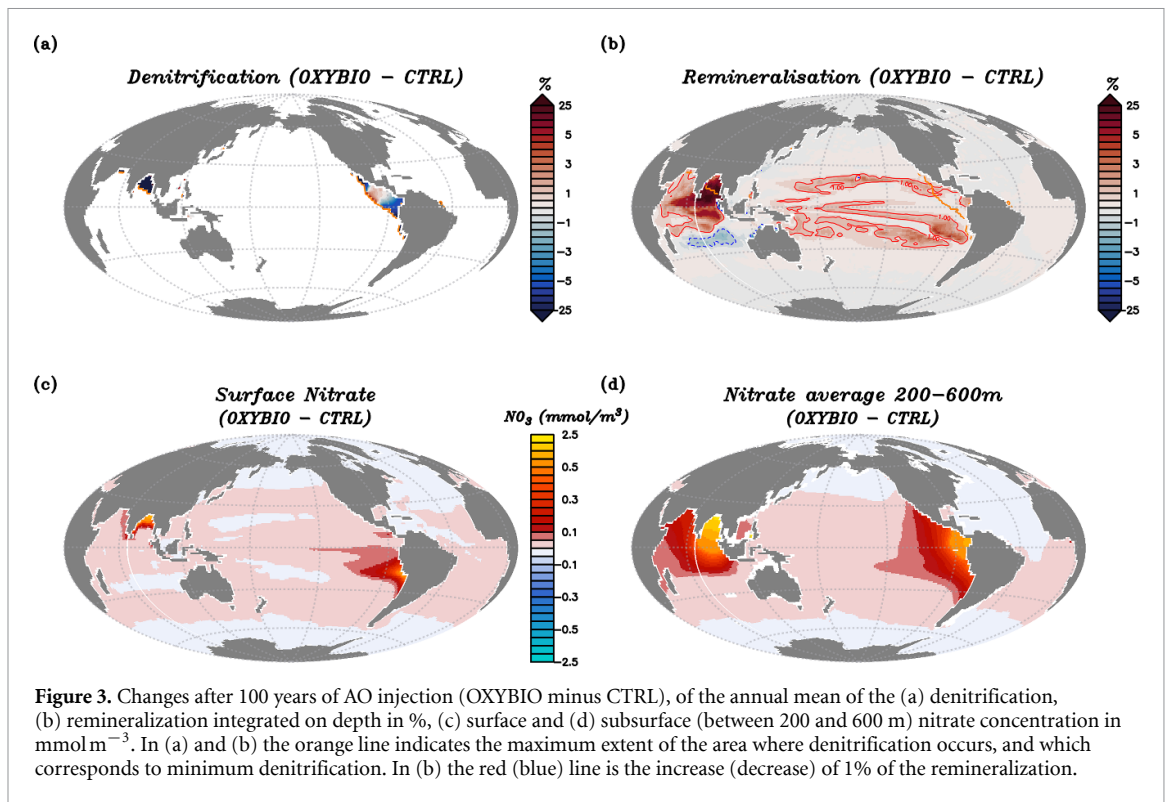 (a)
Denitrification (OXYBIO − CTRL)
%
25
5
3
1
−1
−3
−5
−25
(b)
Remineralisation (OXYBIO − CTRL)
%
25
5
3
1
−1
−3
−5
−25
1.00
1.00
(c)
Surface Nitrate
(OXYBIO − CTRL)
NO₃ (mmol/m³)
2.5
0.5
0.3
0.1
−0.1
−0.3
−0.5
−2.5
(d)
Nitrate average 200−600m
(OXYBIO − CTRL)
Figure 3. Changes after 100 years of AO injection (OXYBIO minus CTRL), of the annual mean of the (a) denitrification,
(b) remineralization integrated on depth in %, (c) surface and (d) subsurface (between 200 and 600 m) nitrate concentration in
mmol m⁻³. In (a) and (b) the orange line indicates the maximum extent of the area where denitrification occurs, and which
corresponds to minimum denitrification. In (b) the red (blue) line is the increase (decrease) of 1% of the remineralization.